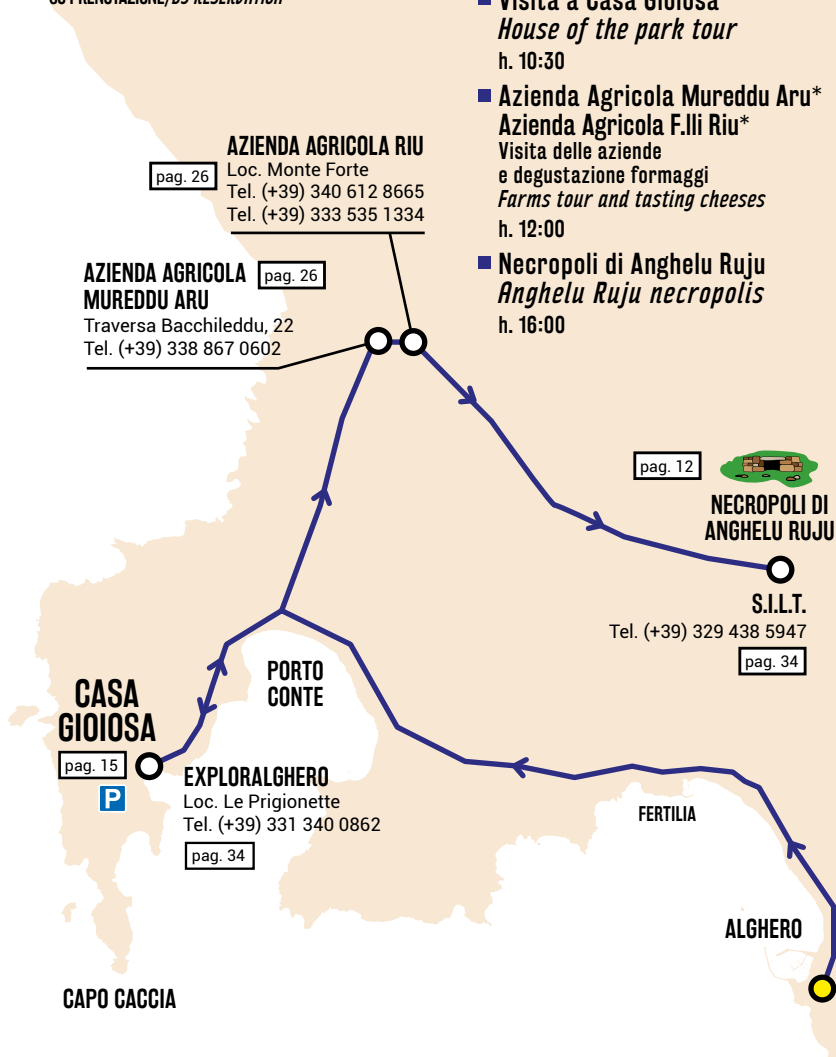 SU PRENOTAZIONE/BY RESERVATION
Visita a Casa Gioiosa
House of the park tour
h. 10:30
Azienda Agricola Mureddu Aru*
Azienda Agricola F.lli Riu*
Visita delle aziende
e degustazione formaggi
Farms tour and tasting cheeses
h. 12:00
Necropoli di Anghelu Ruju
Anghelu Ruju necropolis
h. 16:00
AZIENDA AGRICOLA RIU
pag. 26
Loc. Monte Forte
Tel. (+39) 340 612 8665
Tel. (+39) 333 535 1334
AZIENDA AGRICOLA
MUREDDU ARU
pag. 26
Traversa Bacchileddu, 22
Tel. (+39) 338 867 0602
pag. 12
NECROPOLI DI
ANGHELU RUJU
S.I.L.T.
Tel. (+39) 329 438 5947
pag. 34
PORTO
CONTE
CASA
GIOIOSA
pag. 15
P
EXPLORALGHERO
Loc. Le Prigionette
Tel. (+39) 331 340 0862
pag. 34
FERTILIA
ALGHERO
CAPO CACCIA